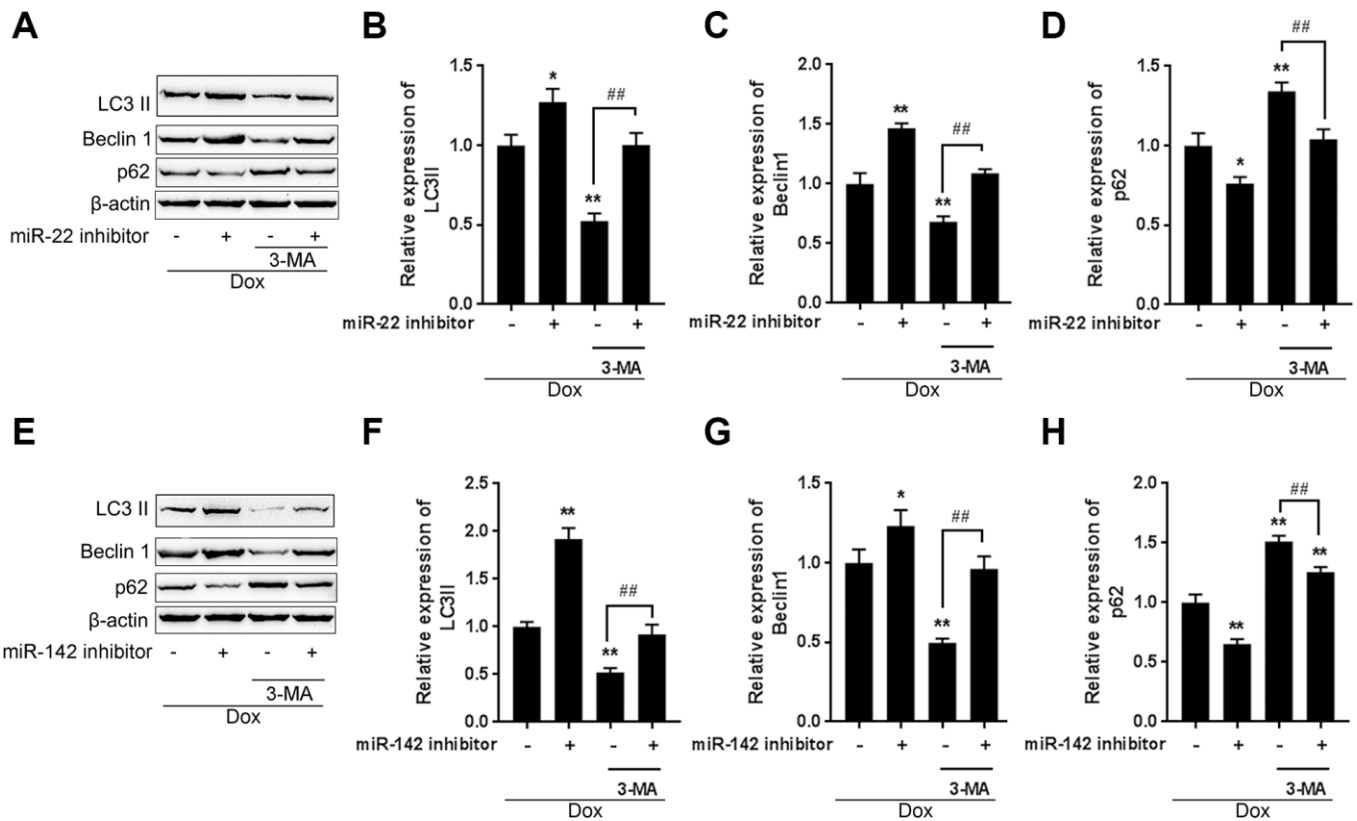 A
LC3 II
Beclin 1
p62
β-actin
miR-22 inhibitor - + - +
3-MA
Dox
B
Relative expression of
LC3II
1.5
1.0
0.5
0.0
*
**
##
miR-22 inhibitor - + - +
3-MA
Dox
C
Relative expression of
Beclin1
2.0
1.5
1.0
0.5
0.0
**
**
##
miR-22 inhibitor - + - +
3-MA
Dox
D
Relative expression of
p62
1.5
1.0
0.5
0.0
*
**
##
miR-22 inhibitor - + - +
3-MA
Dox
E
LC3 II
Beclin 1
p62
β-actin
miR-142 inhibitor - + - +
3-MA
Dox
F
Relative expression of
LC3II
2.5
2.0
1.5
1.0
0.5
0.0
**
**
##
miR-142 inhibitor - + - +
3-MA
Dox
G
Relative expression of
Beclin1
1.5
1.0
0.5
0.0
*
**
##
miR-142 inhibitor - + - +
3-MA
Dox
H
Relative expression of
p62
2.0
1.5
1.0
0.5
0.0
**
**
##
**
miR-142 inhibitor - + - +
3-MA
Dox